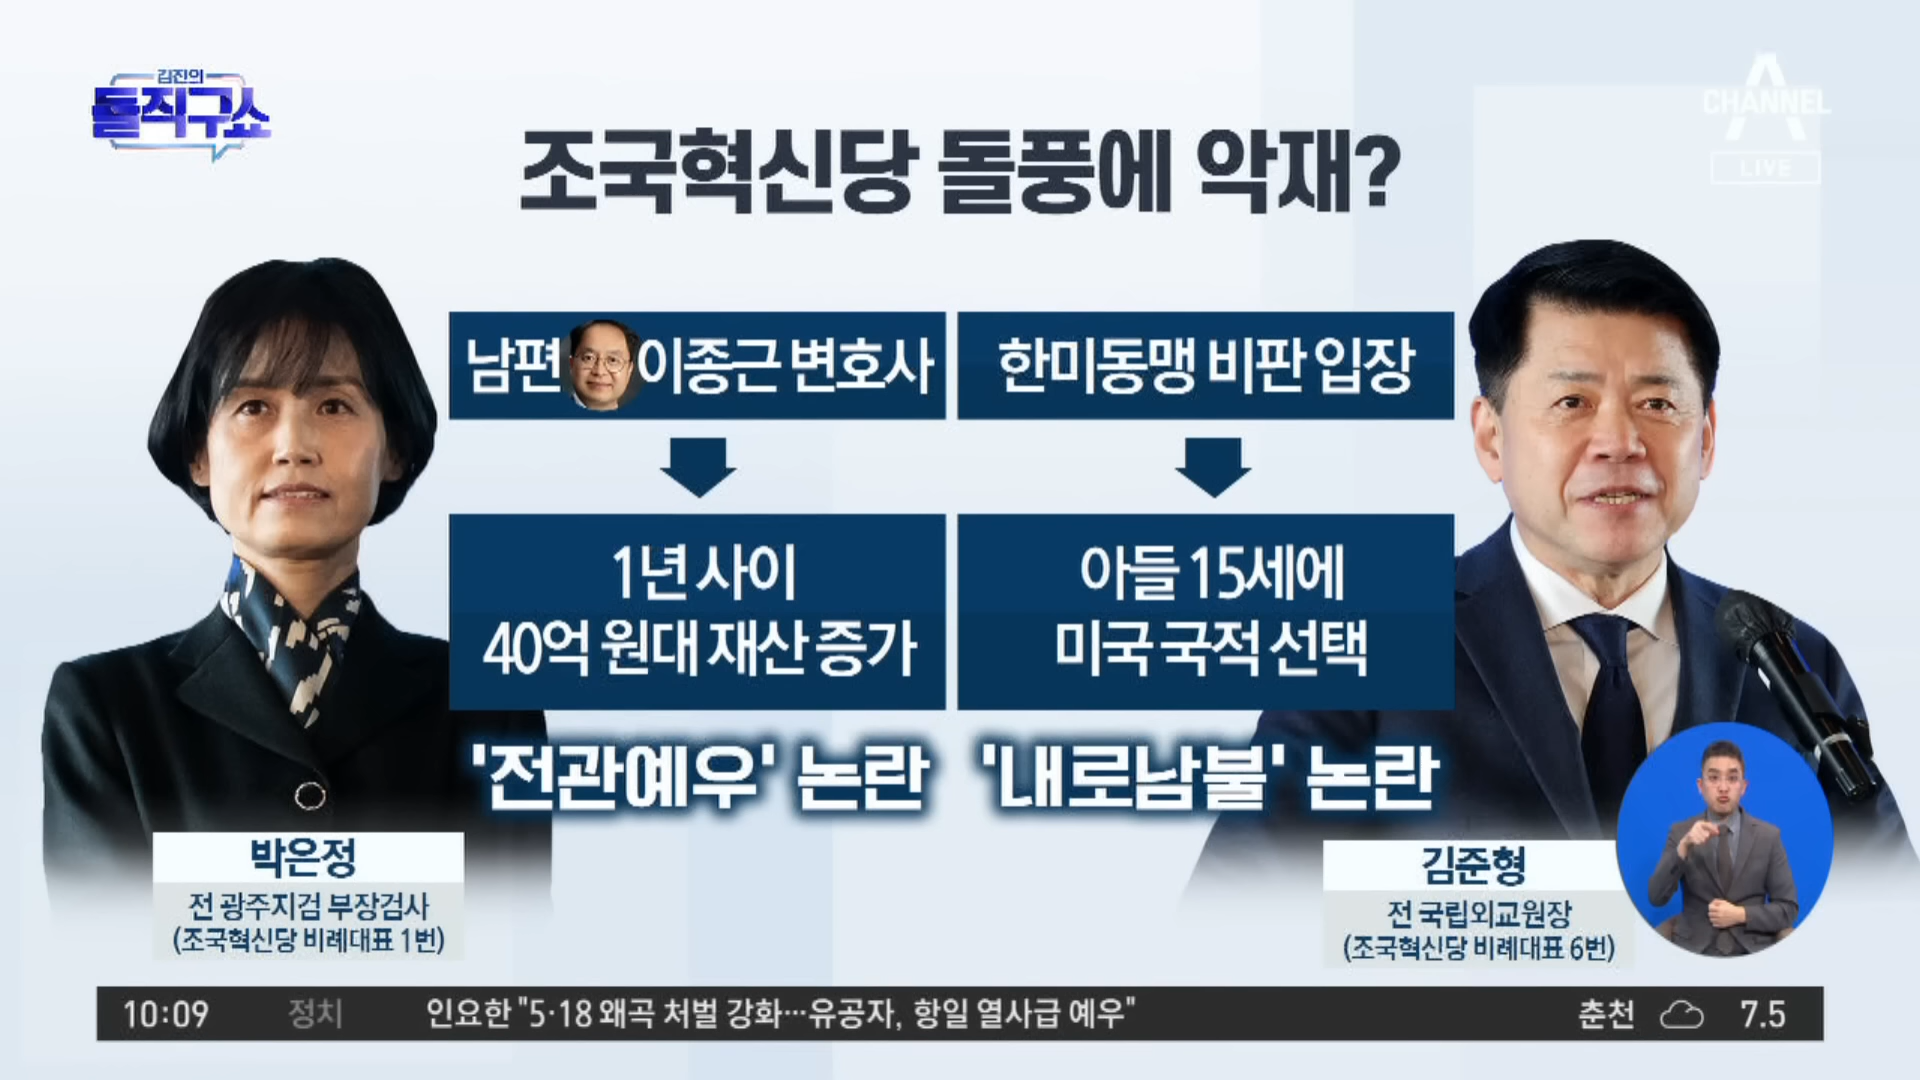 김진의
돌직구쇼
CHANNEL A
LIVE
조국혁신당 돌풍에 악재?
남편 이종근 변호사
1년 사이
40억 원대 재산 증가
'전관예우' 논란
한미동맹 비판 입장
아들 15세에
미국 국적 선택
'내로남불' 논란
박은정
전 광주지검 부장검사
(조국혁신당 비례대표 1번)
김준형
전 국립외교원장
(조국혁신당 비례대표 6번)
10:09 정치 인요한 "5·18 왜곡 처벌 강화…유공자, 항일 열사급 예우" 춘천 7.5